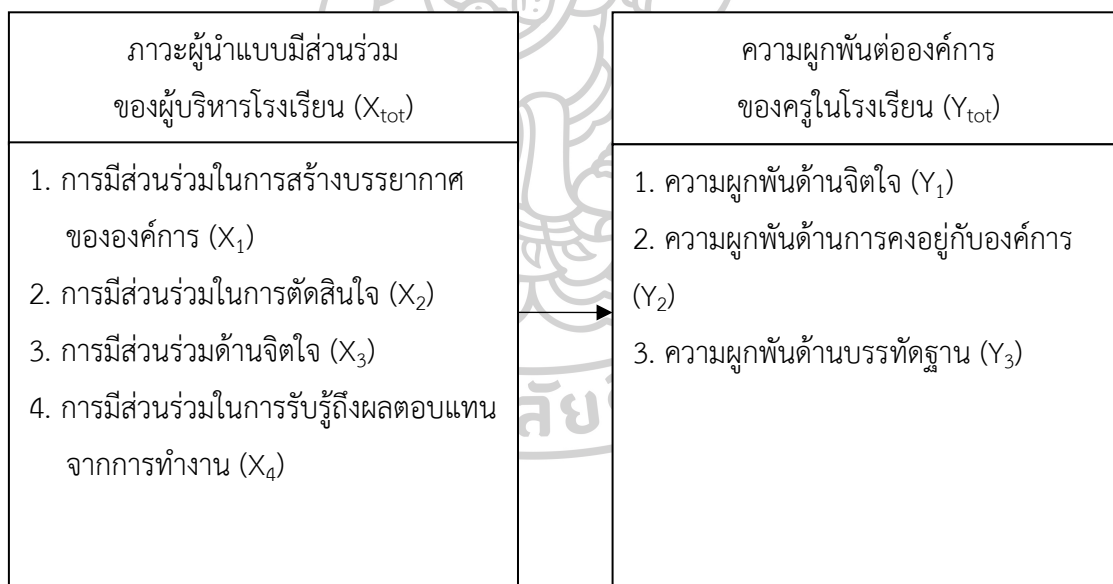 ภาวะผู้นำแบบมีส่วนร่วม
ของผู้บริหารโรงเรียน (Xtot)
1. การมีส่วนร่วมในการสร้างบรรยากาศ
ขององค์การ (X1)
2. การมีส่วนร่วมในการตัดสินใจ (X2)
3. การมีส่วนร่วมด้านจิตใจ (X3)
4. การมีส่วนร่วมในการรับรู้ถึงผลตอบแทน
จากการทำงาน (X4)
ความผูกพันต่อองค์การ
ของครูในโรงเรียน (Ytot)
1. ความผูกพันด้านจิตใจ (Y1)
2. ความผูกพันด้านการคงอยู่กับองค์การ
(Y2)
3. ความผูกพันด้านบรรทัดฐาน (Y3)